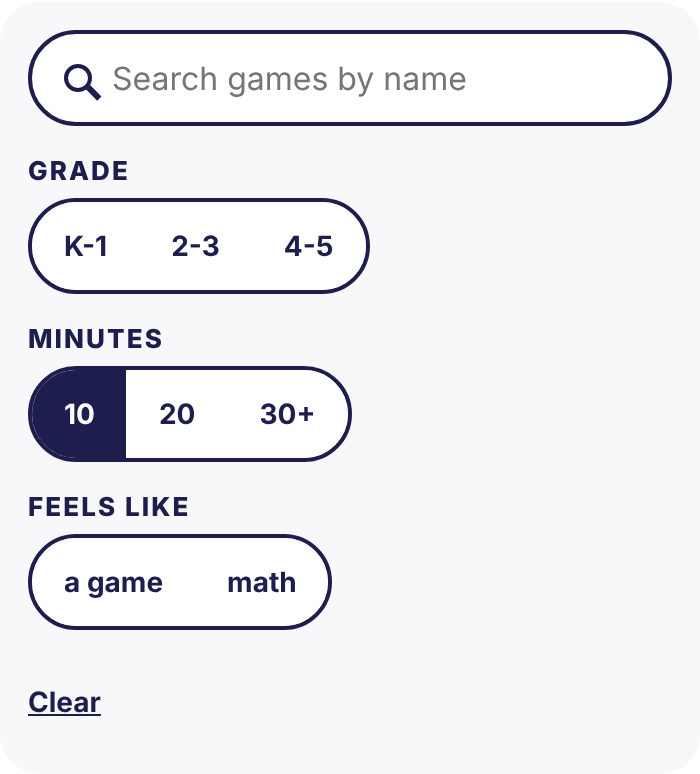 Search games by name
GRADE
K-1 2-3 4-5
MINUTES
10 20 30+
FEELS LIKE
a game math
Clear